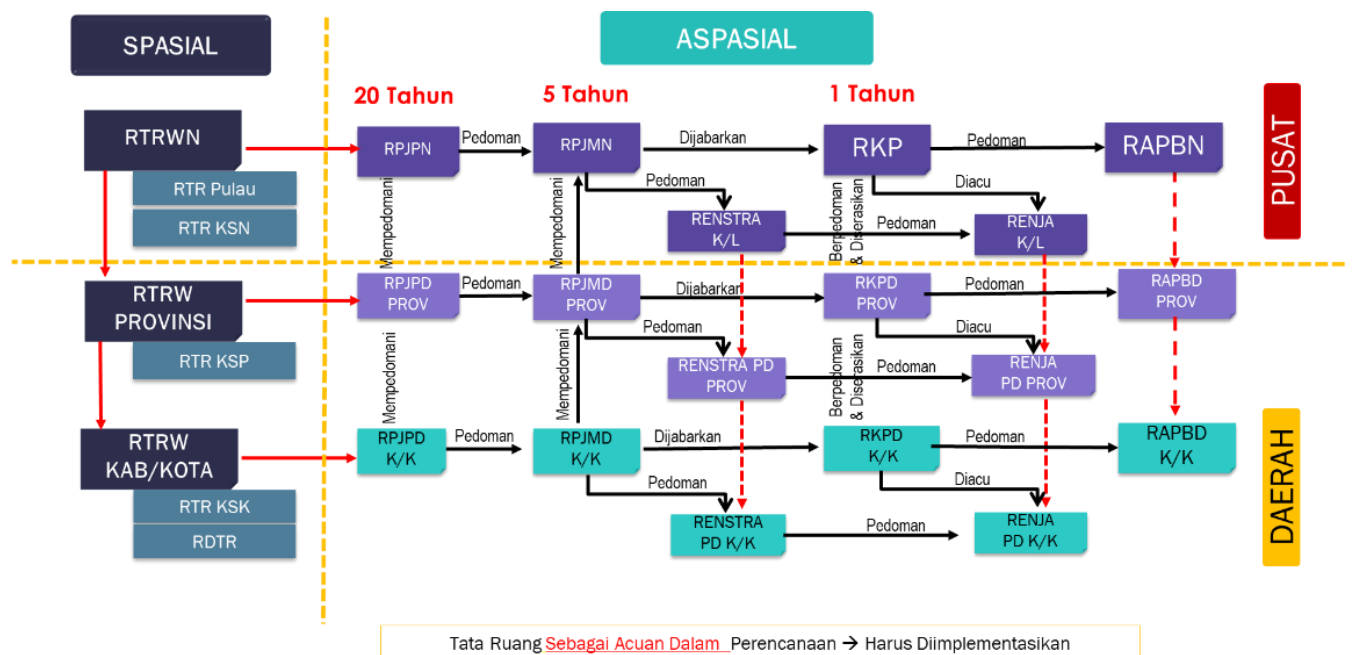 SPASIAL
ASPASIAL
20 Tahun
5 Tahun
1 Tahun
PUSAT
RTRWN
RPJPN
Pedoman
RPJMN
Dijabarkan
RKP
Pedoman
RAPBN
RTR Pulau
RTR KSN
Mempedomani
Mempedomani
Pedoman
RENSTRA
K/L
Pedoman
Berpedoman
& Diserasikan
Diacu
RENJA
K/L
RTRW
PROVINSI
RPJPD
PROV
Pedoman
RPJMD
PROV
Dijabarkan
RKPD
PROV
Pedoman
RAPBD
PROV
RTR KSP
Mempedomani
Mempedomani
Pedoman
RENSTRA PD
PROV
Pedoman
Berpedoman
& Diserasikan
Diacu
RENJA
PD PROV
DAERAH
RTRW
KAB/KOTA
RPJPD
K/K
Pedoman
RPJMD
K/K
Dijabarkan
RKPD
K/K
Pedoman
RAPBD
K/K
RTR KSK
RDTR
Pedoman
RENSTRA
PD K/K
Pedoman
Diacu
RENJA
PD K/K
Tata Ruang Sebagai Acuan Dalam Perencanaan → Harus Diimplementasikan